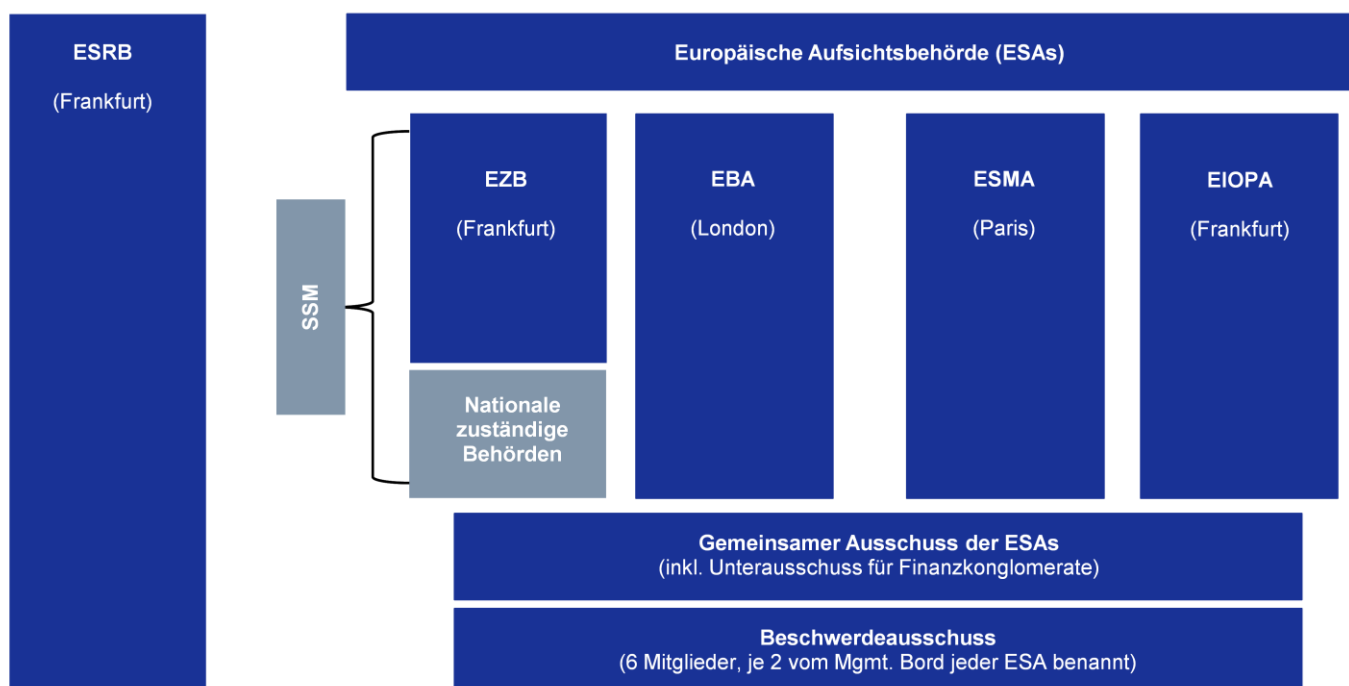 ESRB
(Frankfurt)
Europäische Aufsichtsbehörde (ESAs)
SSM
EZB
(Frankfurt)
Nationale
zuständige
Behörden
EBA
(London)
ESMA
(Paris)
EIOPA
(Frankfurt)
Gemeinsamer Ausschuss der ESAs
(inkl. Unterausschuss für Finanzkonglomerate)
Beschwerdeausschuss
(6 Mitglieder, je 2 vom Mgmt. Bord jeder ESA benannt)